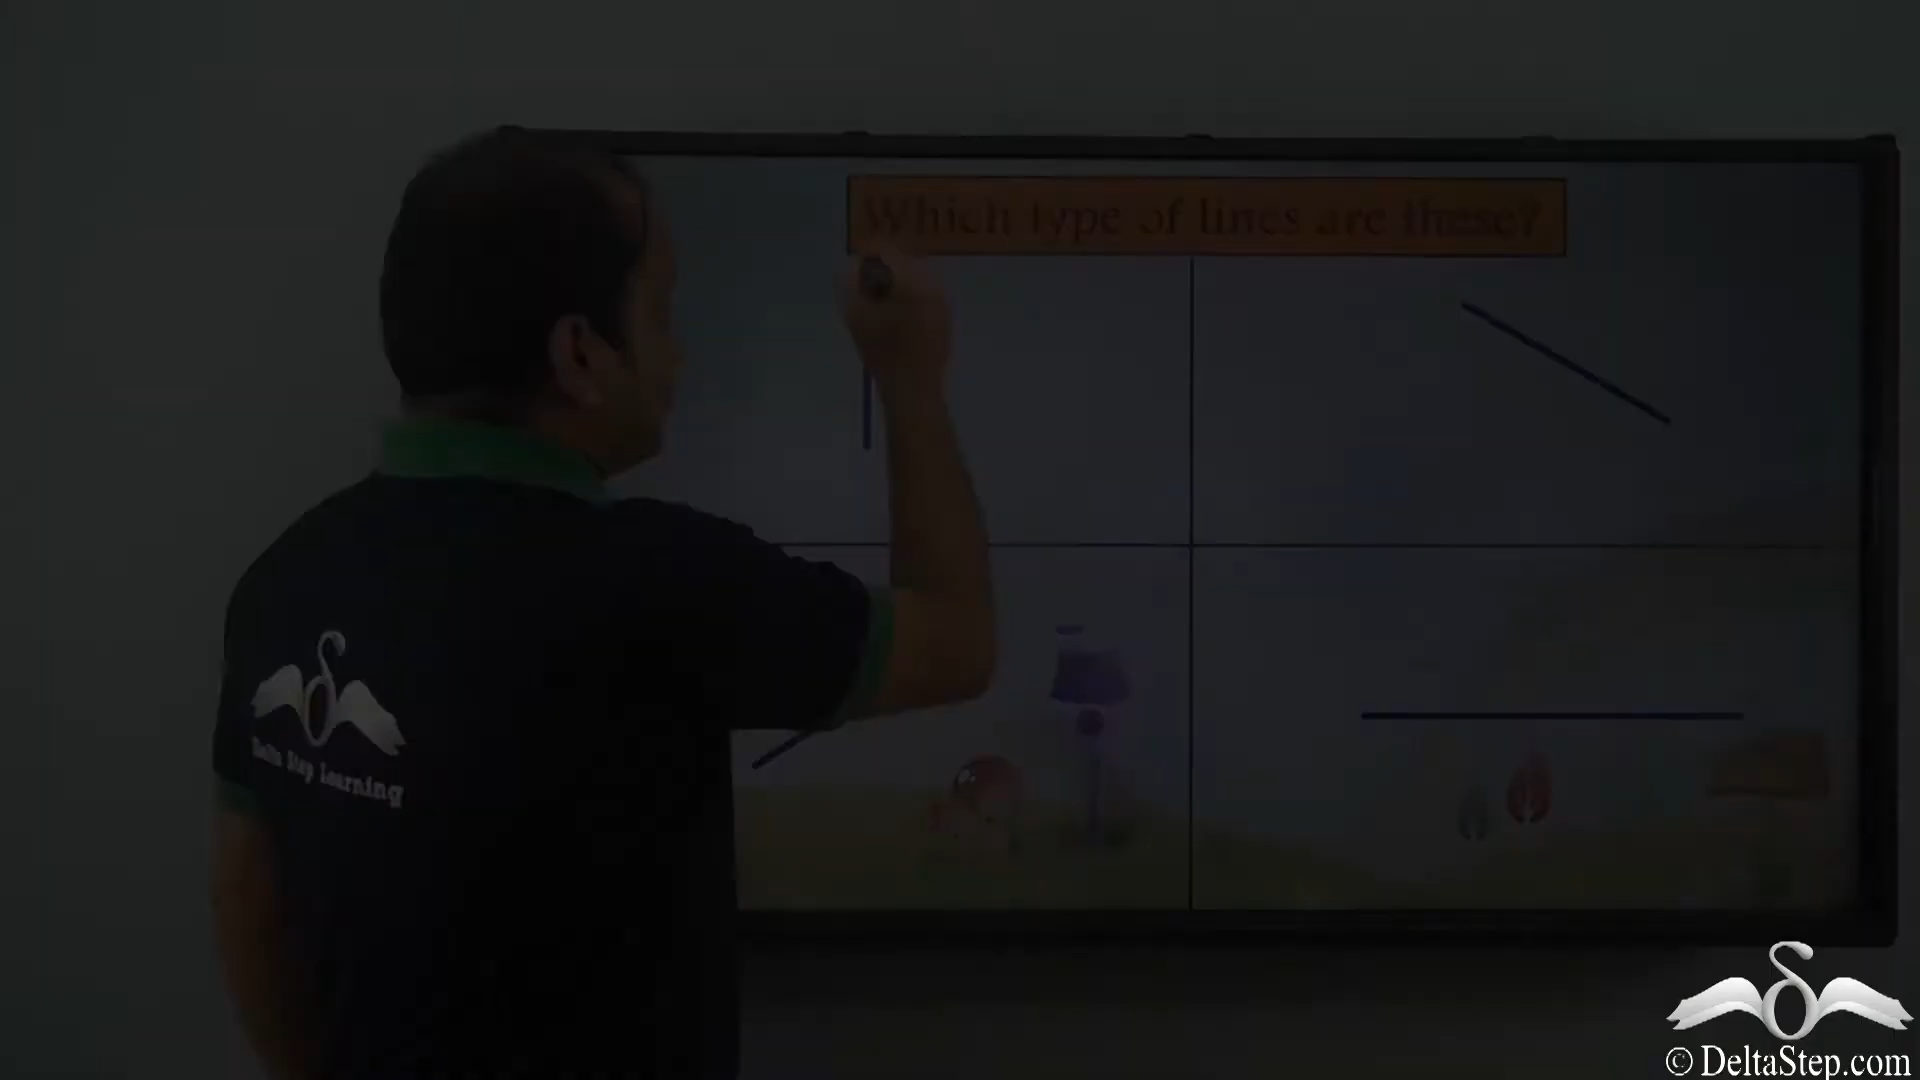 Which type of lines are these?
Delta Step Learning
© DeltaStep.com